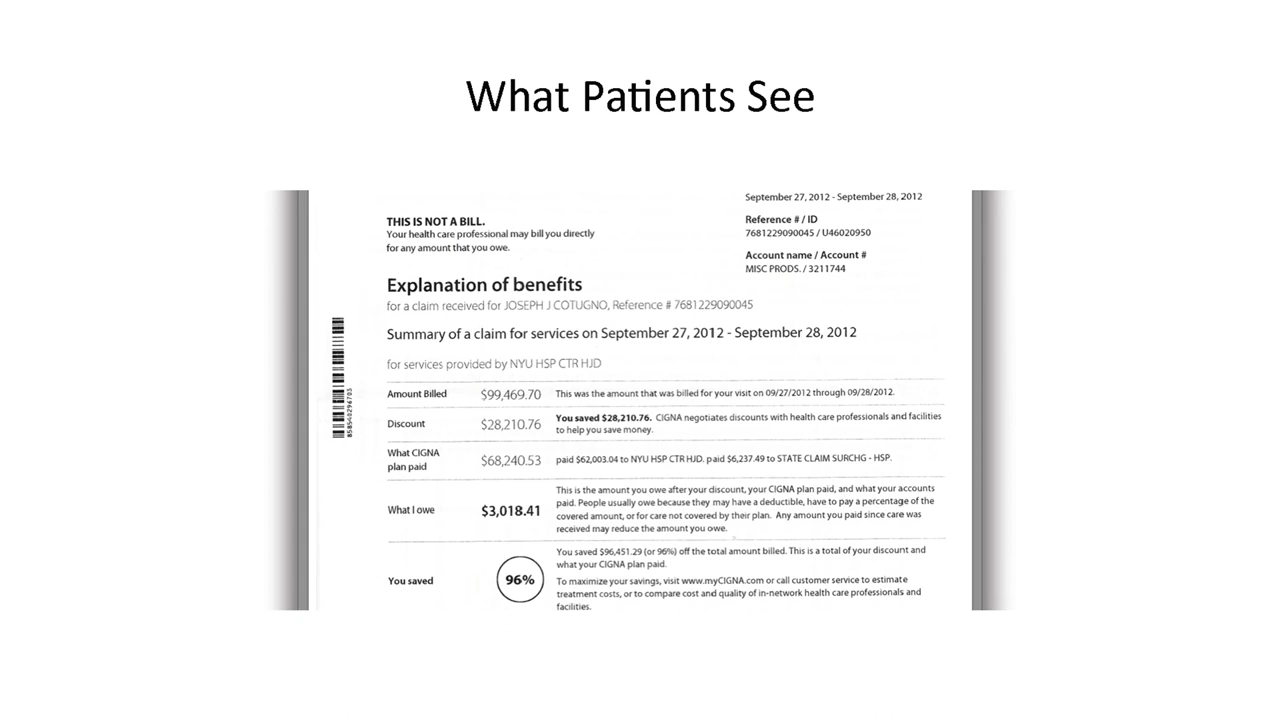 What Patients See
September 27, 2012 - September 28, 2012
THIS IS NOT A BILL.
Your health care professional may bill you directly
for any amount that you owe.
Reference # / ID
7681229090045 / U46020950
Account name / Account #
MISC PRODS. / 3211744
Explanation of benefits
for a claim received for JOSEPH J COTUGNO, Reference # 7681229090045
Summary of a claim for services on September 27, 2012 - September 28, 2012
for services provided by NYU HSP CTR HJD
Amount Billed $99,469.70 This was the amount that was billed for your visit on 09/27/2012 through 09/28/2012.
Discount $28,210.76 You saved $28,210.76. CIGNA negotiates discounts with health care professionals and facilities
to help you save money.
What CIGNA
plan paid $68,240.53 paid $62,003.04 to NYU HSP CTR HJD. paid $6,237.49 to STATE CLAIM SURCHG - HSP.
What I owe $3,018.41 This is the amount you owe after your discount, your CIGNA plan paid, and what your accounts
paid. People usually owe because they may have a deductible, have to pay a percentage of the
covered amount, or for care not covered by their plan. Any amount you paid since care was
received may reduce the amount you owe.
You saved 96% You saved $96,451.29 (or 96%) off the total amount billed. This is a total of your discount and
what your CIGNA plan paid.
To maximize your savings, visit www.myCIGNA.com or call customer service to estimate
treatment costs, or to compare cost and quality of in-network health care professionals and
facilities.